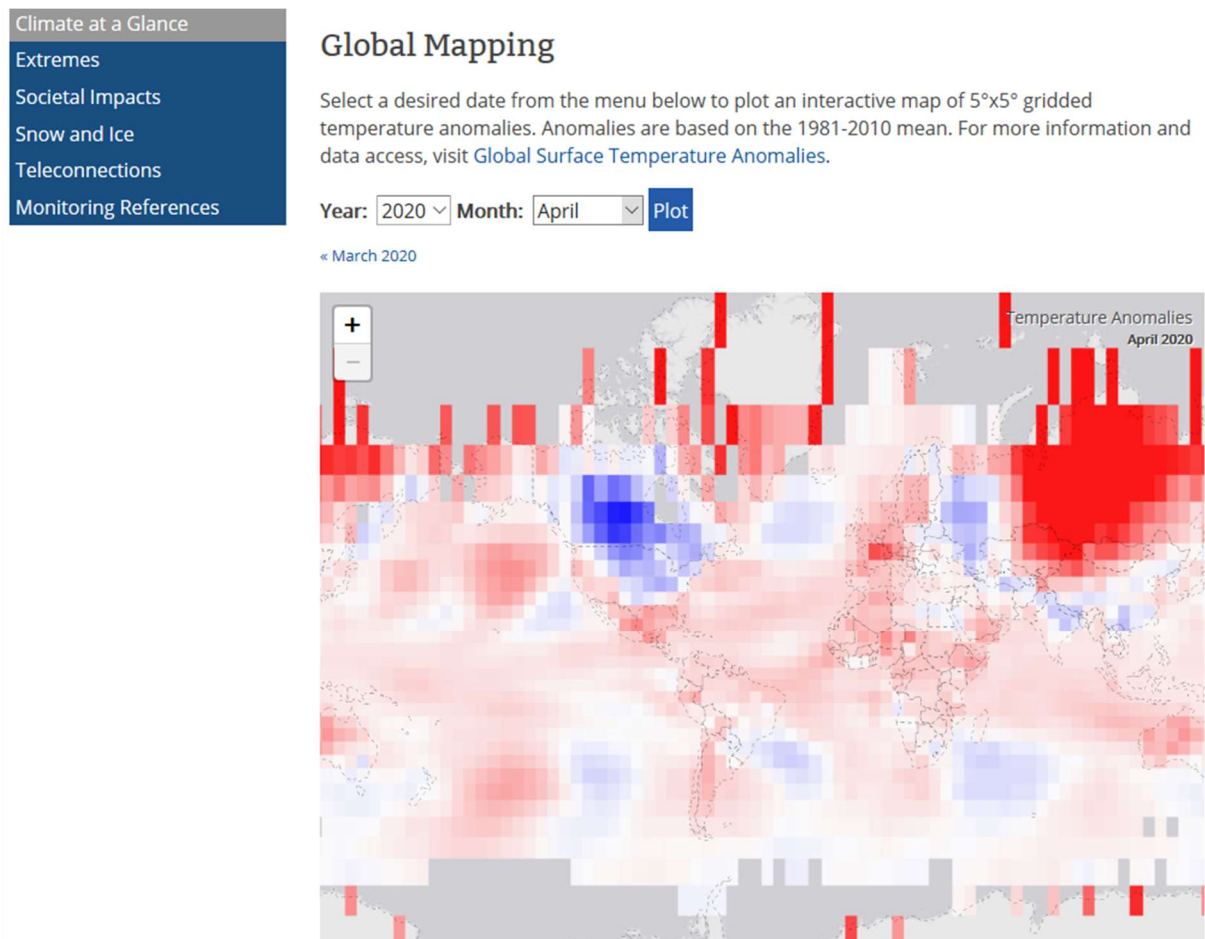 Climate at a Glance
Extremes
Societal Impacts
Snow and Ice
Teleconnections
Monitoring References
Global Mapping
Select a desired date from the menu below to plot an interactive map of 5°x5° gridded
temperature anomalies. Anomalies are based on the 1981-2010 mean. For more information and
data access, visit Global Surface Temperature Anomalies.
Year: 2020 Month: April Plot
« March 2020
+
−
Temperature Anomalies
April 2020